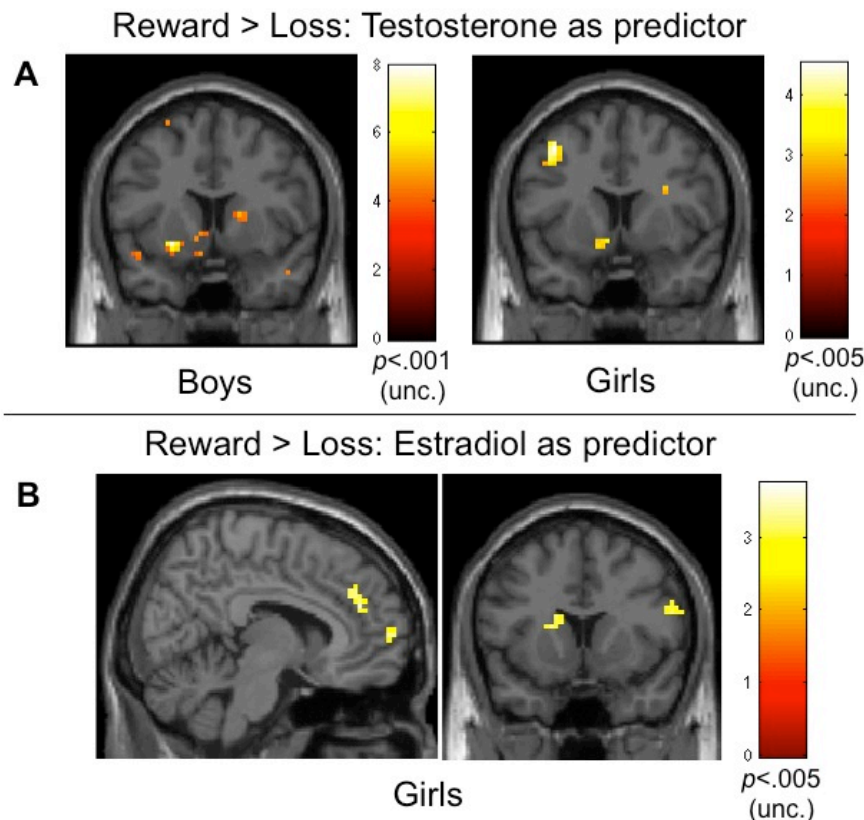 Reward > Loss: Testosterone as predictor
A
8
6
4
2
0
p<.001
(unc.)
Boys
4
3
2
1
0
p<.005
(unc.)
Girls
Reward > Loss: Estradiol as predictor
B
3
2
1
0
p<.005
(unc.)
Girls